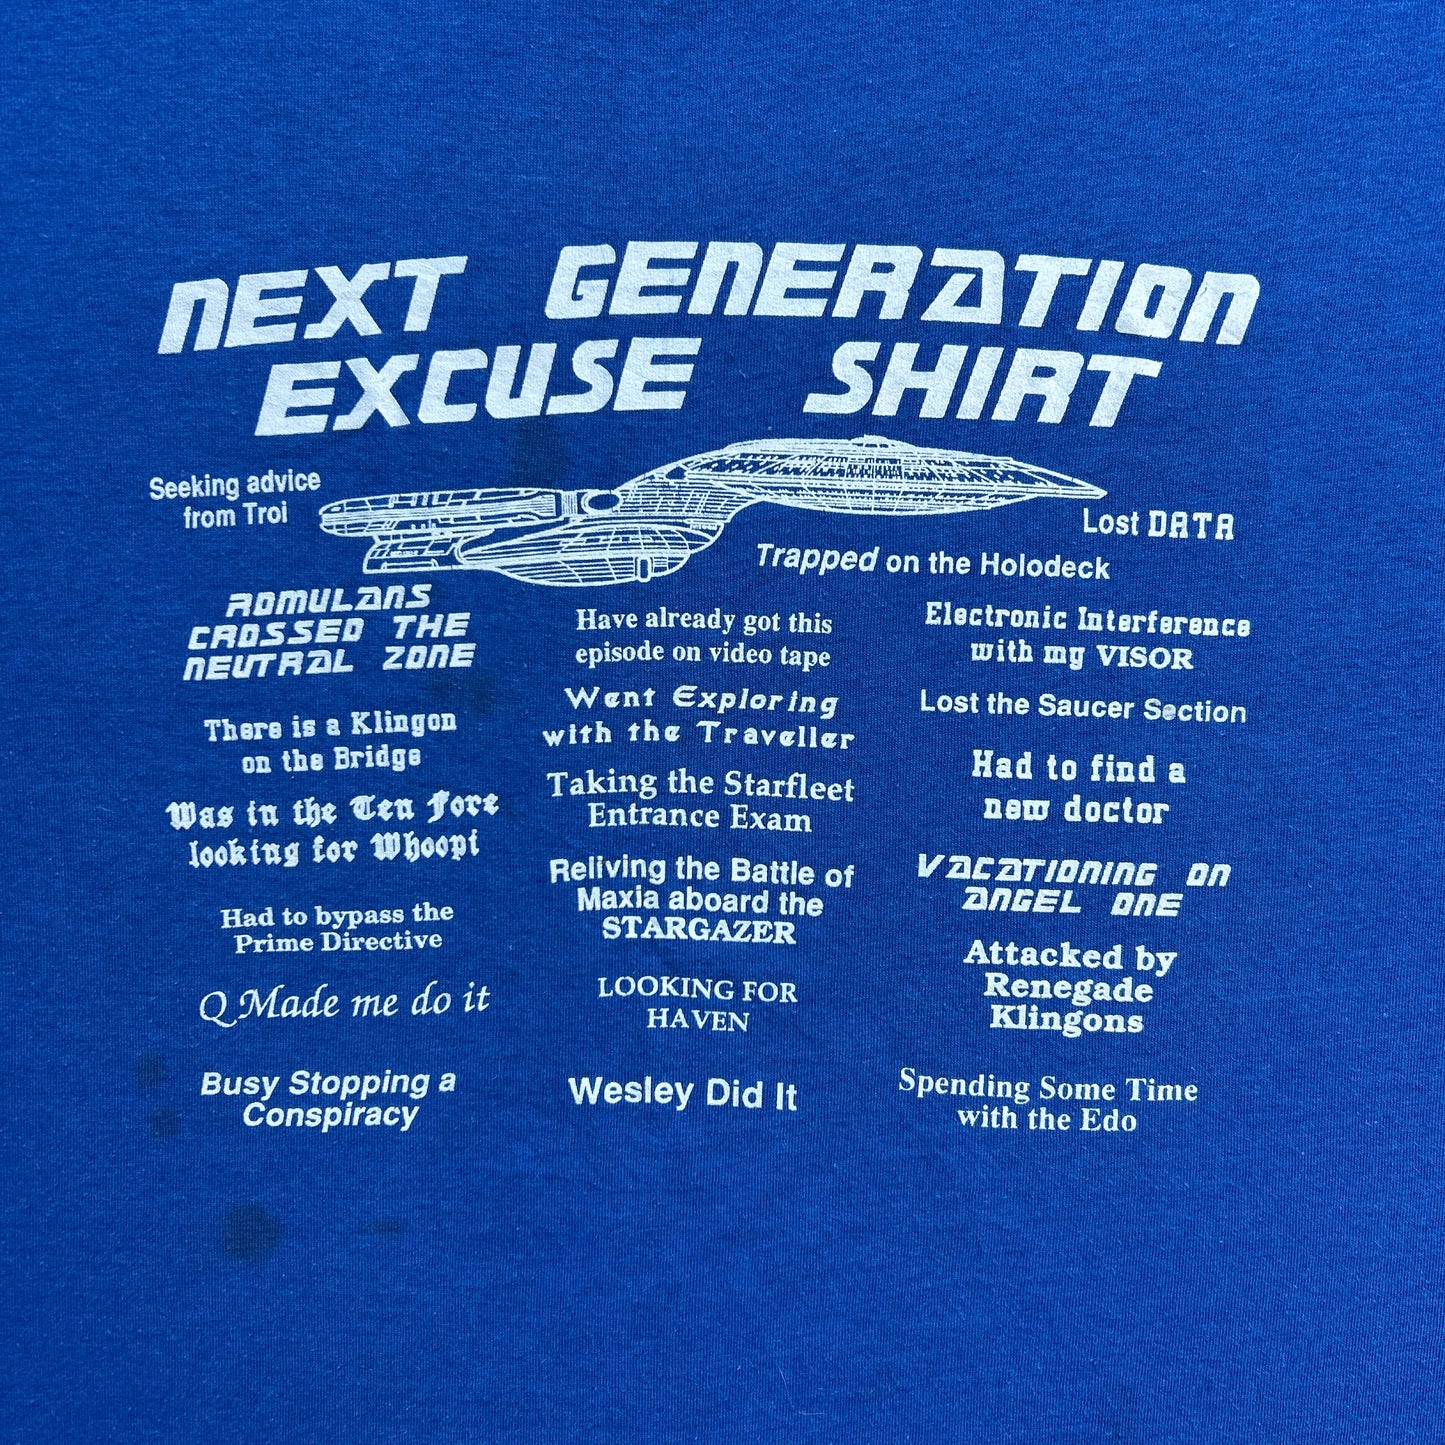 NEXT GENERATION
EXCUSE SHIRT
Seeking advice
from Troi
Lost DATA
Trapped on the Holodeck
ROMULANS
CROSSED THE
NEUTRAL ZONE
There is a Klingon
on the Bridge
Was in the Ten Fore
looking for Whoopi
Had to bypass the
Prime Directive
Q Made me do it
Busy Stopping a
Conspiracy
Have already got this
episode on video tape
Went Exploring
with the Traveller
Taking the Starfleet
Entrance Exam
Reliving the Battle of
Maxia aboard the
STARGAZER
LOOKING FOR
HAVEN
Wesley Did It
Electronic Interference
with my VISOR
Lost the Saucer Section
Had to find a
new doctor
VACATIONING ON
ANGEL ONE
Attacked by
Renegade
Klingons
Spending Some Time
with the Edo